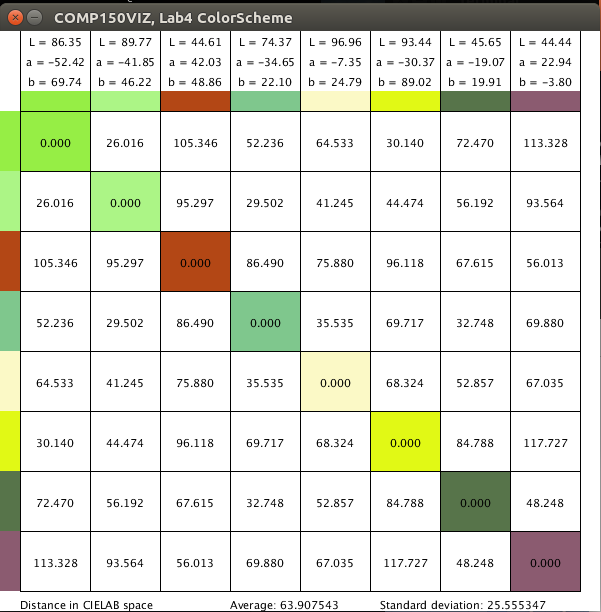 COMP150VIZ, Lab4 ColorScheme
L = 86.35 L = 89.77 L = 44.61 L = 74.37 L = 96.96 L = 93.44 L = 45.65 L = 44.44
a = -52.42 a = -41.85 a = 42.03 a = -34.65 a = -7.35 a = -30.37 a = -19.07 a = 22.94
b = 69.74 b = 46.22 b = 48.86 b = 22.10 b = 24.79 b = 89.02 b = 19.91 b = -3.80
0.000 26.016 105.346 52.236 64.533 30.140 72.470 113.328
26.016 0.000 95.297 29.502 41.245 44.474 56.192 93.564
105.346 95.297 0.000 86.490 75.880 96.118 67.615 56.013
52.236 29.502 86.490 0.000 35.535 69.717 32.748 69.880
64.533 41.245 75.880 35.535 0.000 68.324 52.857 67.035
30.140 44.474 96.118 69.717 68.324 0.000 84.788 117.727
72.470 56.192 67.615 32.748 52.857 84.788 0.000 48.248
113.328 93.564 56.013 69.880 67.035 117.727 48.248 0.000
Distance in CIELAB space Average: 63.907543 Standard deviation: 25.555347